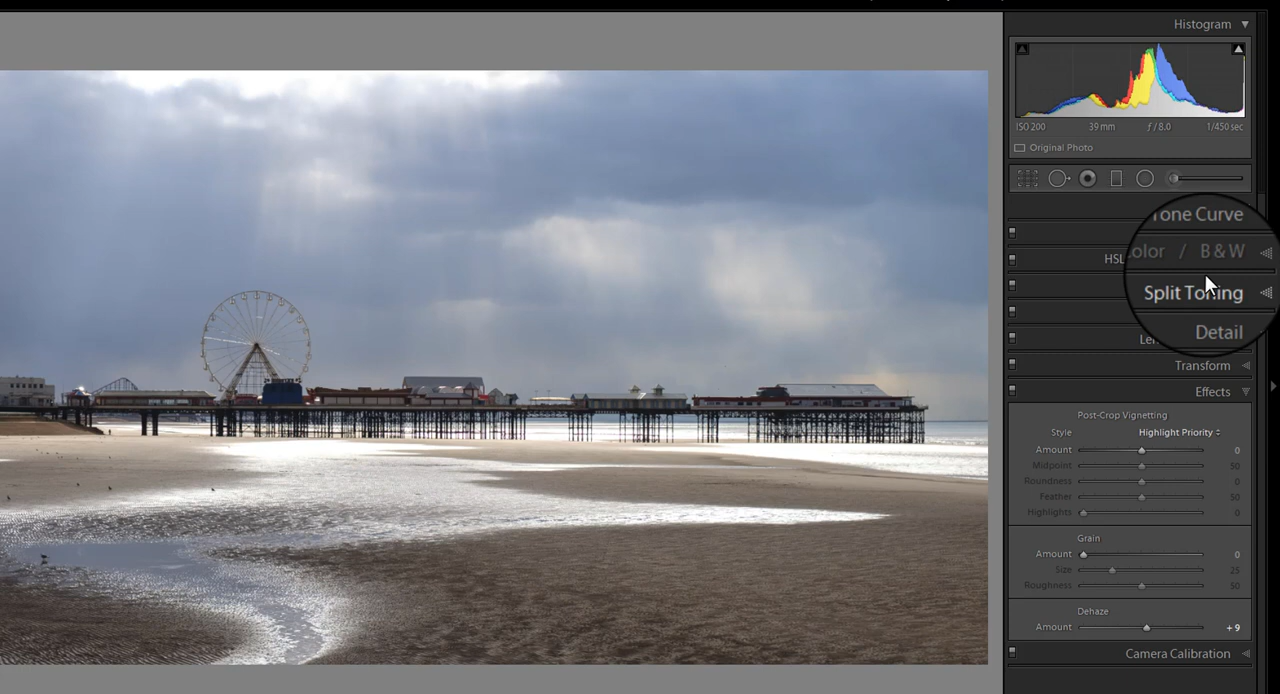 Histogram
ISO 200 39 mm ƒ / 8.0 1/450 sec
Original Photo
Tone Curve
HSL olor / B & W
Split Toning
Detail
Transform
Effects
Post-Crop Vignetting
Style Highlight Priority
Amount 0
Midpoint 50
Roundness 0
Feather 50
Highlights 0
Grain
Amount 0
Size 25
Roughness 50
Dehaze
Amount + 9
Camera Calibration